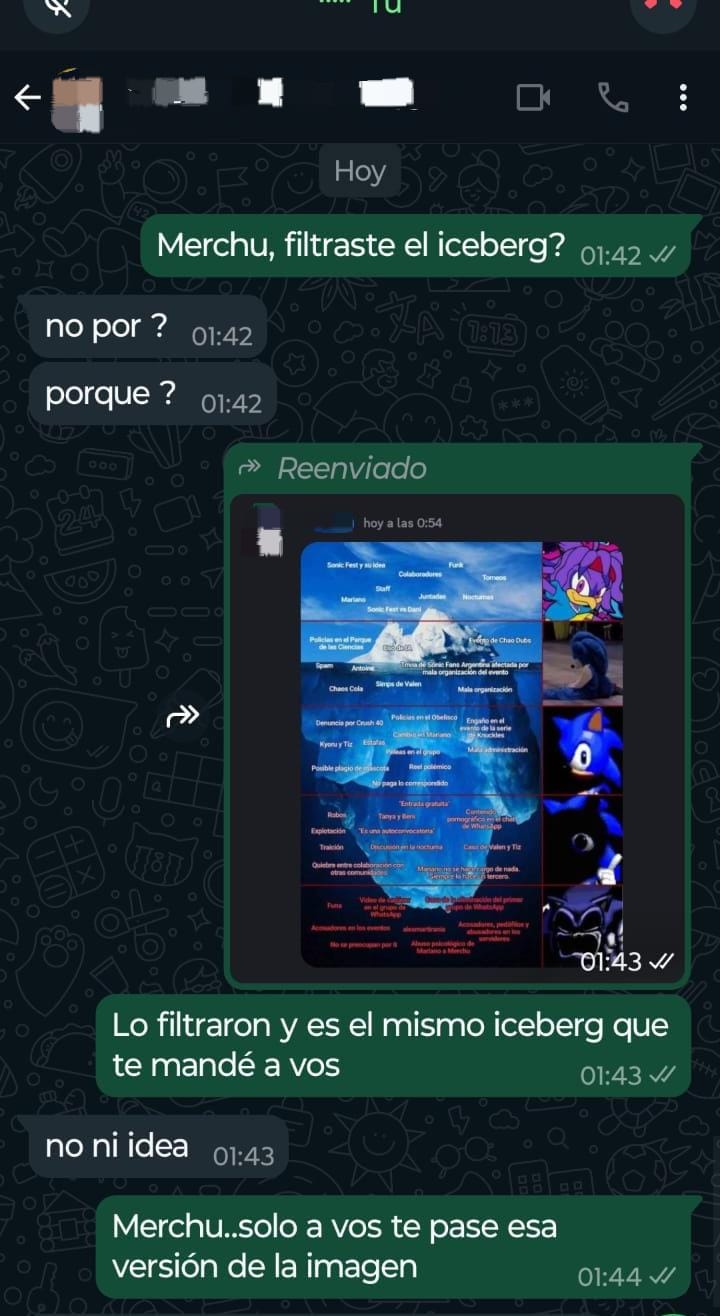 Tú
Hoy
Merchu, filtraste el iceberg? 01:42
no por ? 01:42
porque ? 01:42
Reenviado
hoy a las 0:54
Sonic Fest y su idea
Funk
Colaboradores
Torneos
Staff
Mariano
Juntadas
Nocturnas
Sonic Fest vs Dani
Policias en el Parque
de las Ciencias
Evento de Chao Dubs
Spam
Antoine
Trivia de Sonic Fans Argentina afectada por
mala organización del evento
Chaos Cola
Simps de Valen
Mala organización
Denuncia por Crush 40
Policias en el Obelisco
Engaño en el
evento de la serie
de Knuckles
Cambio en Mariano
Kyoru y Tiz
Estafas
Peleas en el grupo
Mala administración
Posible plagio de mascota
Reel polémico
No paga lo correspondido
"Entrada gratuita"
Robos
Tanya y Bers
Contenido
pornográfico en el chat
de WhatsApp
Explotación
"Es una autoconvocatoria"
Traición
Discusión en la nocturna
Caso de Valen y Tiz
Quiebre entre colaboración con
otras comunidades
Mariano no se hace cargo de nada.
Siempre lo hace un tercero.
Funa
en el grupo de
WhatsApp
del primer
grupo de WhatsApp
Acosadores en los eventos
Acosadores, pedófilos y
abusadores en los
servidores
No se preocupan por ti
Abuso psicológico de
Mariano a Merchu
01:43
Lo filtraron y es el mismo iceberg que
te mandé a vos 01:43
no ni idea 01:43
Merchu..solo a vos te pase esa
versión de la imagen 01:44